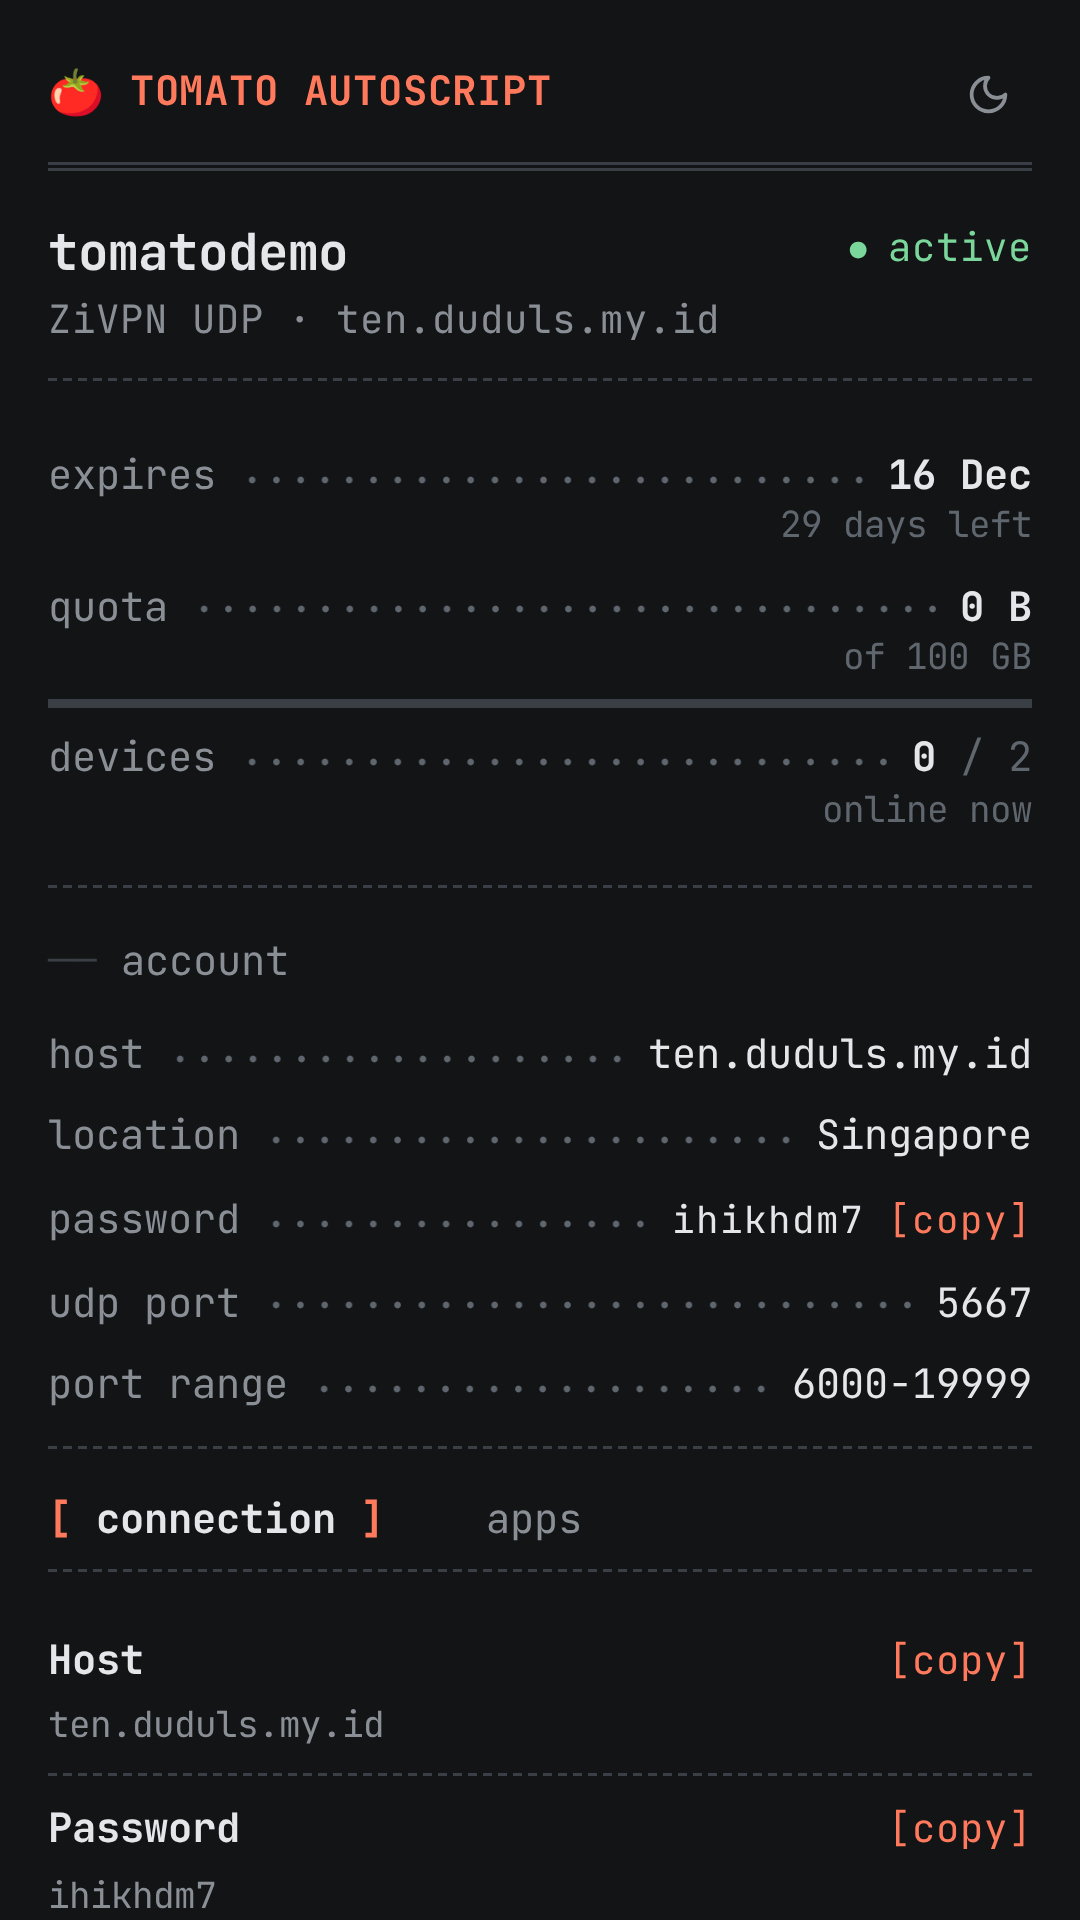 🍅 TOMATO AUTOSCRIPT
tomatodemo ● active
ZiVPN UDP · ten.duduls.my.id
expires 16 Dec
29 days left
quota 0 B
of 100 GB
devices 0 / 2
online now
account
host ten.duduls.my.id
location Singapore
password ihikhdm7 [copy]
udp port 5667
port range 6000-19999
[ connection ] apps
Host [copy]
ten.duduls.my.id
Password [copy]
ihikhdm7